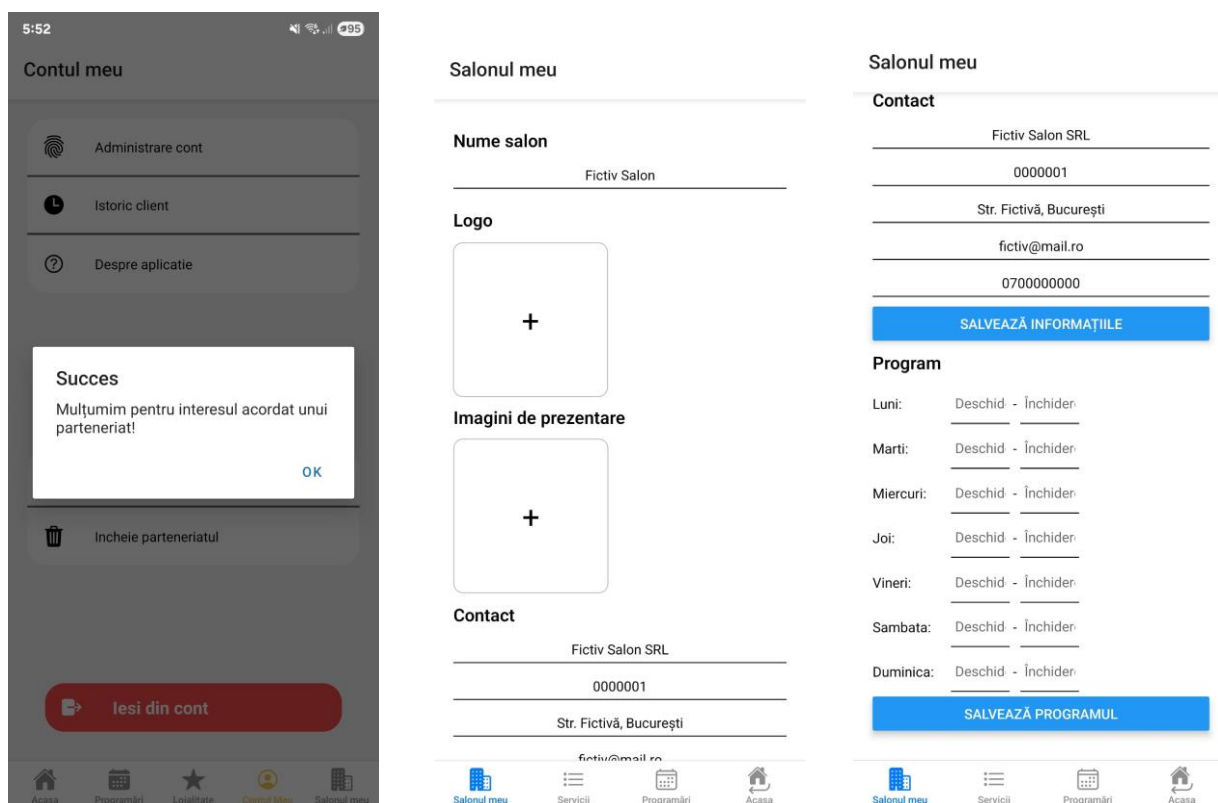 5:52
95
Contul meu
Administrare cont
Istoric client
Despre aplicatie
Succes
Mulțumim pentru interesul acordat unui
parteneriat!
OK
Incheie parteneriatul
Iesi din cont
Acasa
Programări
Loialitate
Contul Meu
Salonul meu
Salonul meu
Nume salon
Fictiv Salon
Logo
+
Imagini de prezentare
+
Contact
Fictiv Salon SRL
0000001
Str. Fictivă, București
fictiv@mail.ro
Salonul meu
Servicii
Programări
Acasa
Salonul meu
Contact
Fictiv Salon SRL
0000001
Str. Fictivă, București
fictiv@mail.ro
0700000000
SALVEAZĂ INFORMAȚIILE
Program
Luni: Deschid - Închider
Marti: Deschid - Închider
Miercuri: Deschid - Închider
Joi: Deschid - Închider
Vineri: Deschid - Închider
Sambata: Deschid - Închider
Duminica: Deschid - Închider
SALVEAZĂ PROGRAMUL
Salonul meu
Servicii
Programări
Acasa